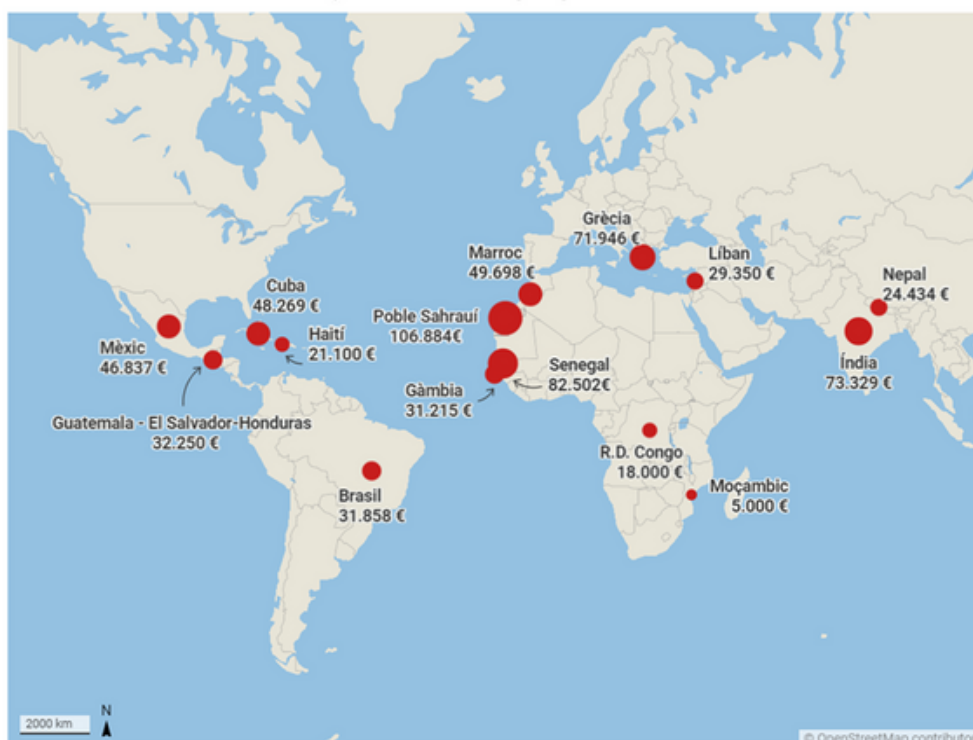 Grècia
71.946 €
Marroc
49.698 €
Líban
29.350 €
Nepal
24.434 €
Cuba
48.269 €
Poble Sahrauí
106.884€
Haití
21.100 €
Mèxic
46.837 €
Índia
73.329 €
Senegal
82.502€
Gàmbia
31.215 €
Guatemala - El Salvador-Honduras
32.250 €
R.D. Congo
18.000 €
Brasil
31.858 €
Moçambic
5.000 €
2000 km
N
© OpenStreetMap contributo